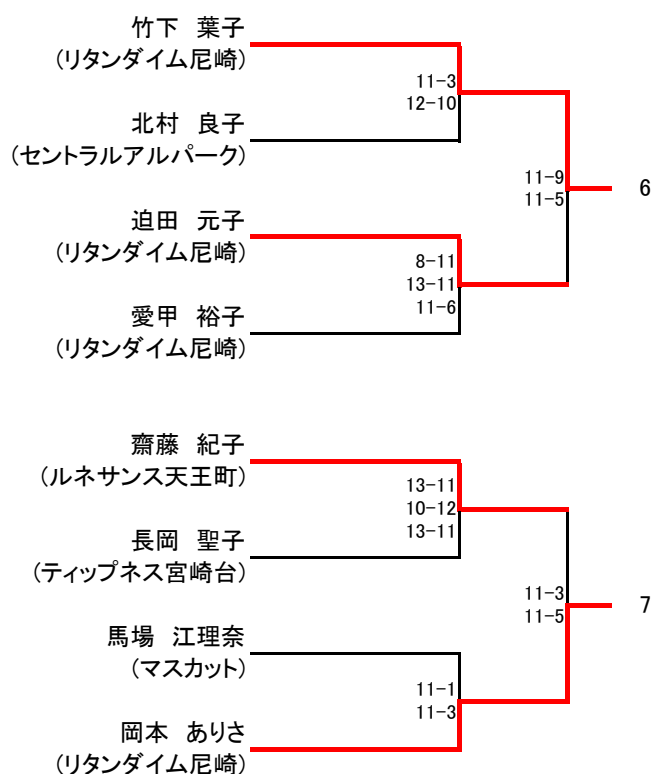 竹下　葉子
(リタンダイム尼崎)
11-3
12-10
北村　良子
(セントラルアルパーク)
11-9
11-5
6
迫田　元子
(リタンダイム尼崎)
8-11
13-11
11-6
愛甲　裕子
(リタンダイム尼崎)
齋藤　紀子
(ルネサンス天王町)
13-11
10-12
13-11
長岡　聖子
(ティップネス宮崎台)
11-3
11-5
7
馬場　江理奈
(マスカット)
11-1
11-3
岡本　ありさ
(リタンダイム尼崎)